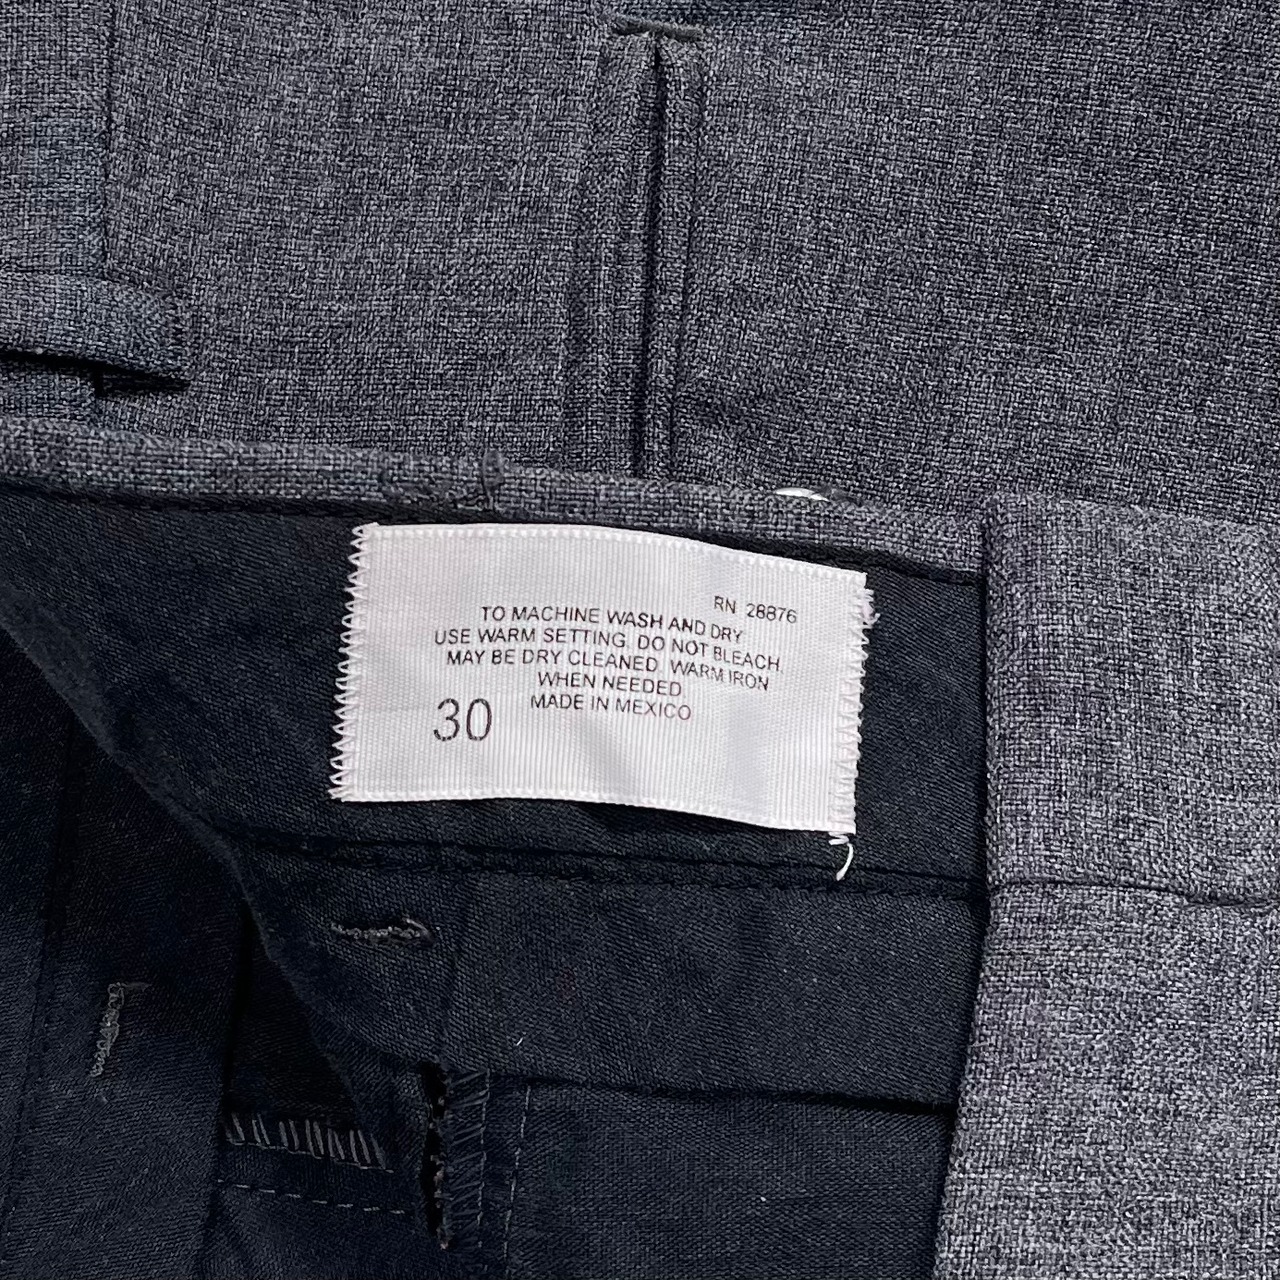 RN 28876
TO MACHINE WASH AND DRY
USE WARM SETTING. DO NOT BLEACH.
MAY BE DRY CLEANED. WARM IRON
WHEN NEEDED
MADE IN MEXICO
30